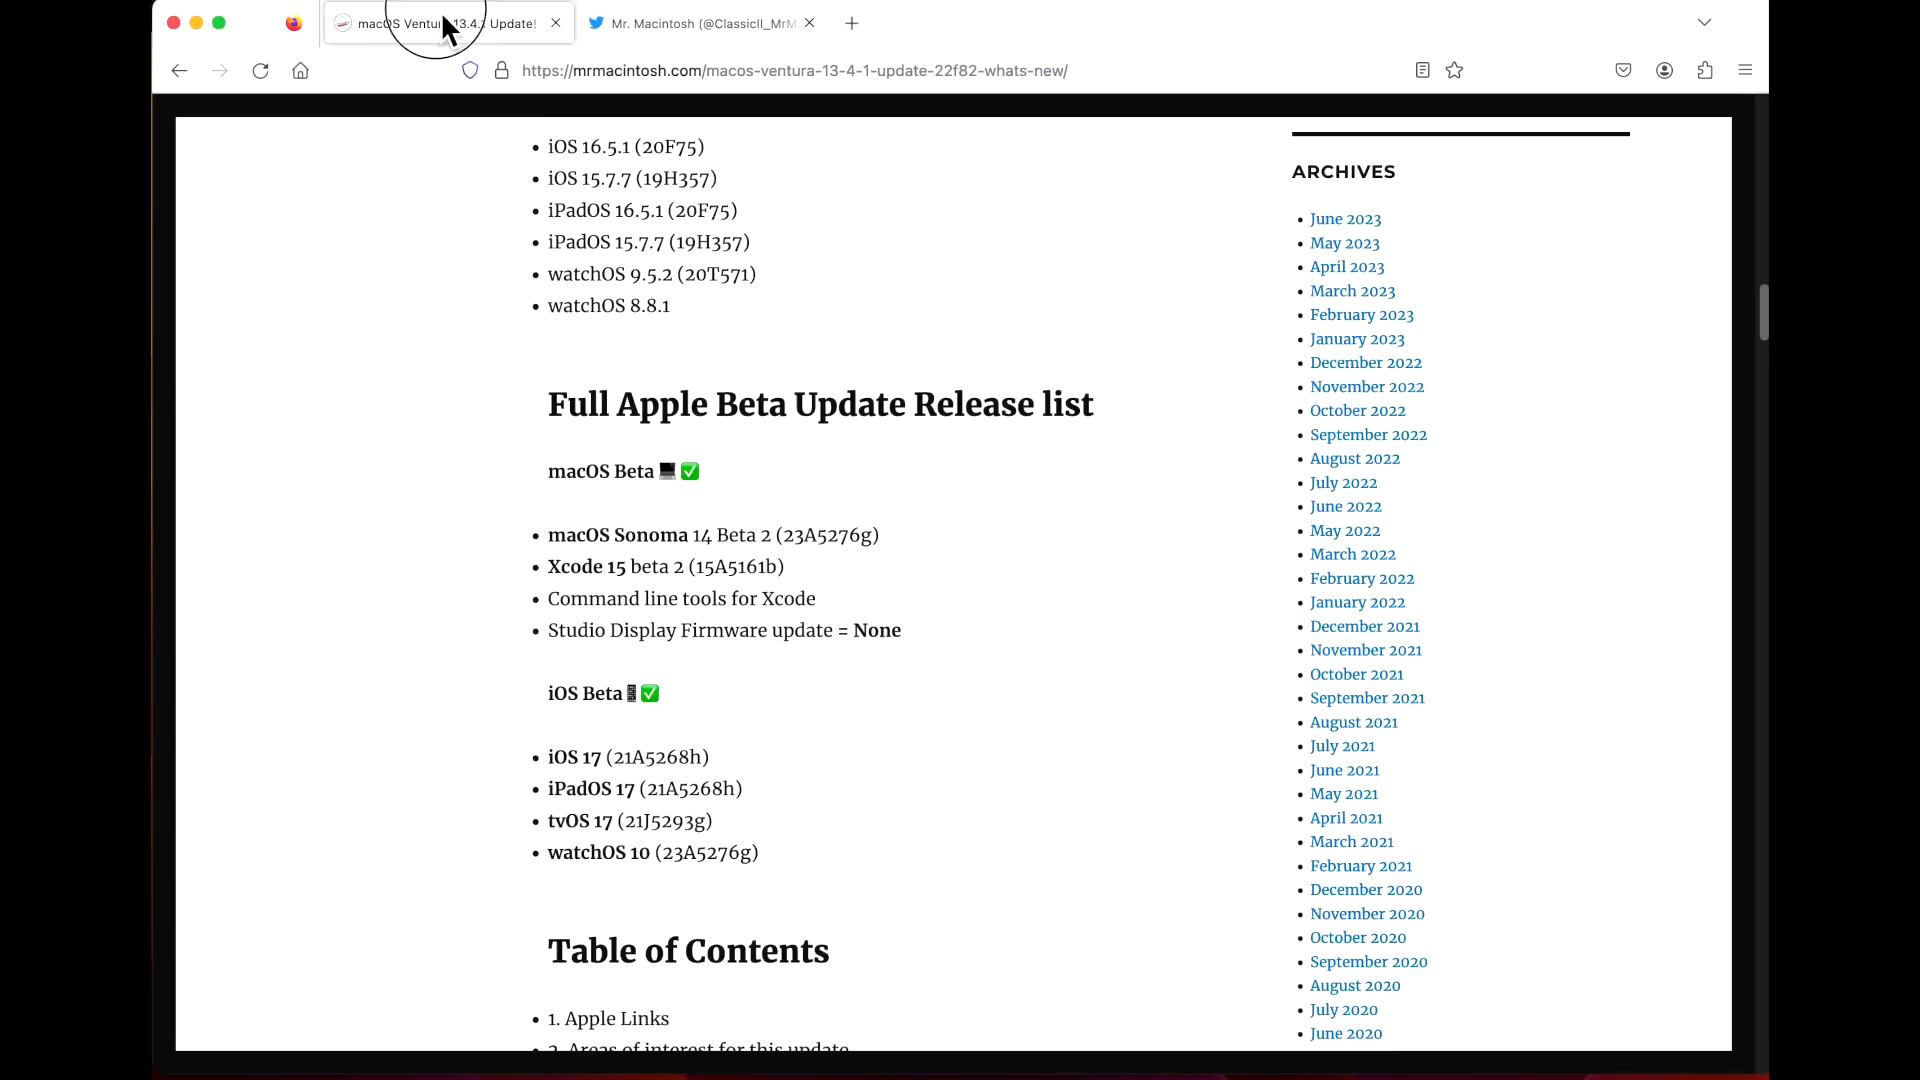 macOS Ventu 13.4. Update!
Mr. Macintosh (@ClassicII_MrM
https://mrmacintosh.com/macos-ventura-13-4-1-update-22f82-whats-new/
• iOS 16.5.1 (20F75)
• iOS 15.7.7 (19H357)
• iPadOS 16.5.1 (20F75)
• iPadOS 15.7.7 (19H357)
• watchOS 9.5.2 (20T571)
• watchOS 8.8.1
Full Apple Beta Update Release list
macOS Beta 💻 ✅
• macOS Sonoma 14 Beta 2 (23A5276g)
• Xcode 15 beta 2 (15A5161b)
• Command line tools for Xcode
• Studio Display Firmware update = None
iOS Beta 📱 ✅
• iOS 17 (21A5268h)
• iPadOS 17 (21A5268h)
• tvOS 17 (21J5293g)
• watchOS 10 (23A5276g)
Table of Contents
• 1. Apple Links
• 2. Areas of interest for this update
ARCHIVES
• June 2023
• May 2023
• April 2023
• March 2023
• February 2023
• January 2023
• December 2022
• November 2022
• October 2022
• September 2022
• August 2022
• July 2022
• June 2022
• May 2022
• March 2022
• February 2022
• January 2022
• December 2021
• November 2021
• October 2021
• September 2021
• August 2021
• July 2021
• June 2021
• May 2021
• April 2021
• March 2021
• February 2021
• December 2020
• November 2020
• October 2020
• September 2020
• August 2020
• July 2020
• June 2020